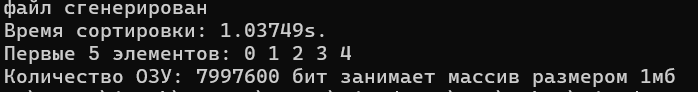 файл сгенерирован
Время сортировки: 1.03749s.
Первые 5 элементов: 0 1 2 3 4
Количество ОЗУ: 7997600 бит занимает массив размером 1мб